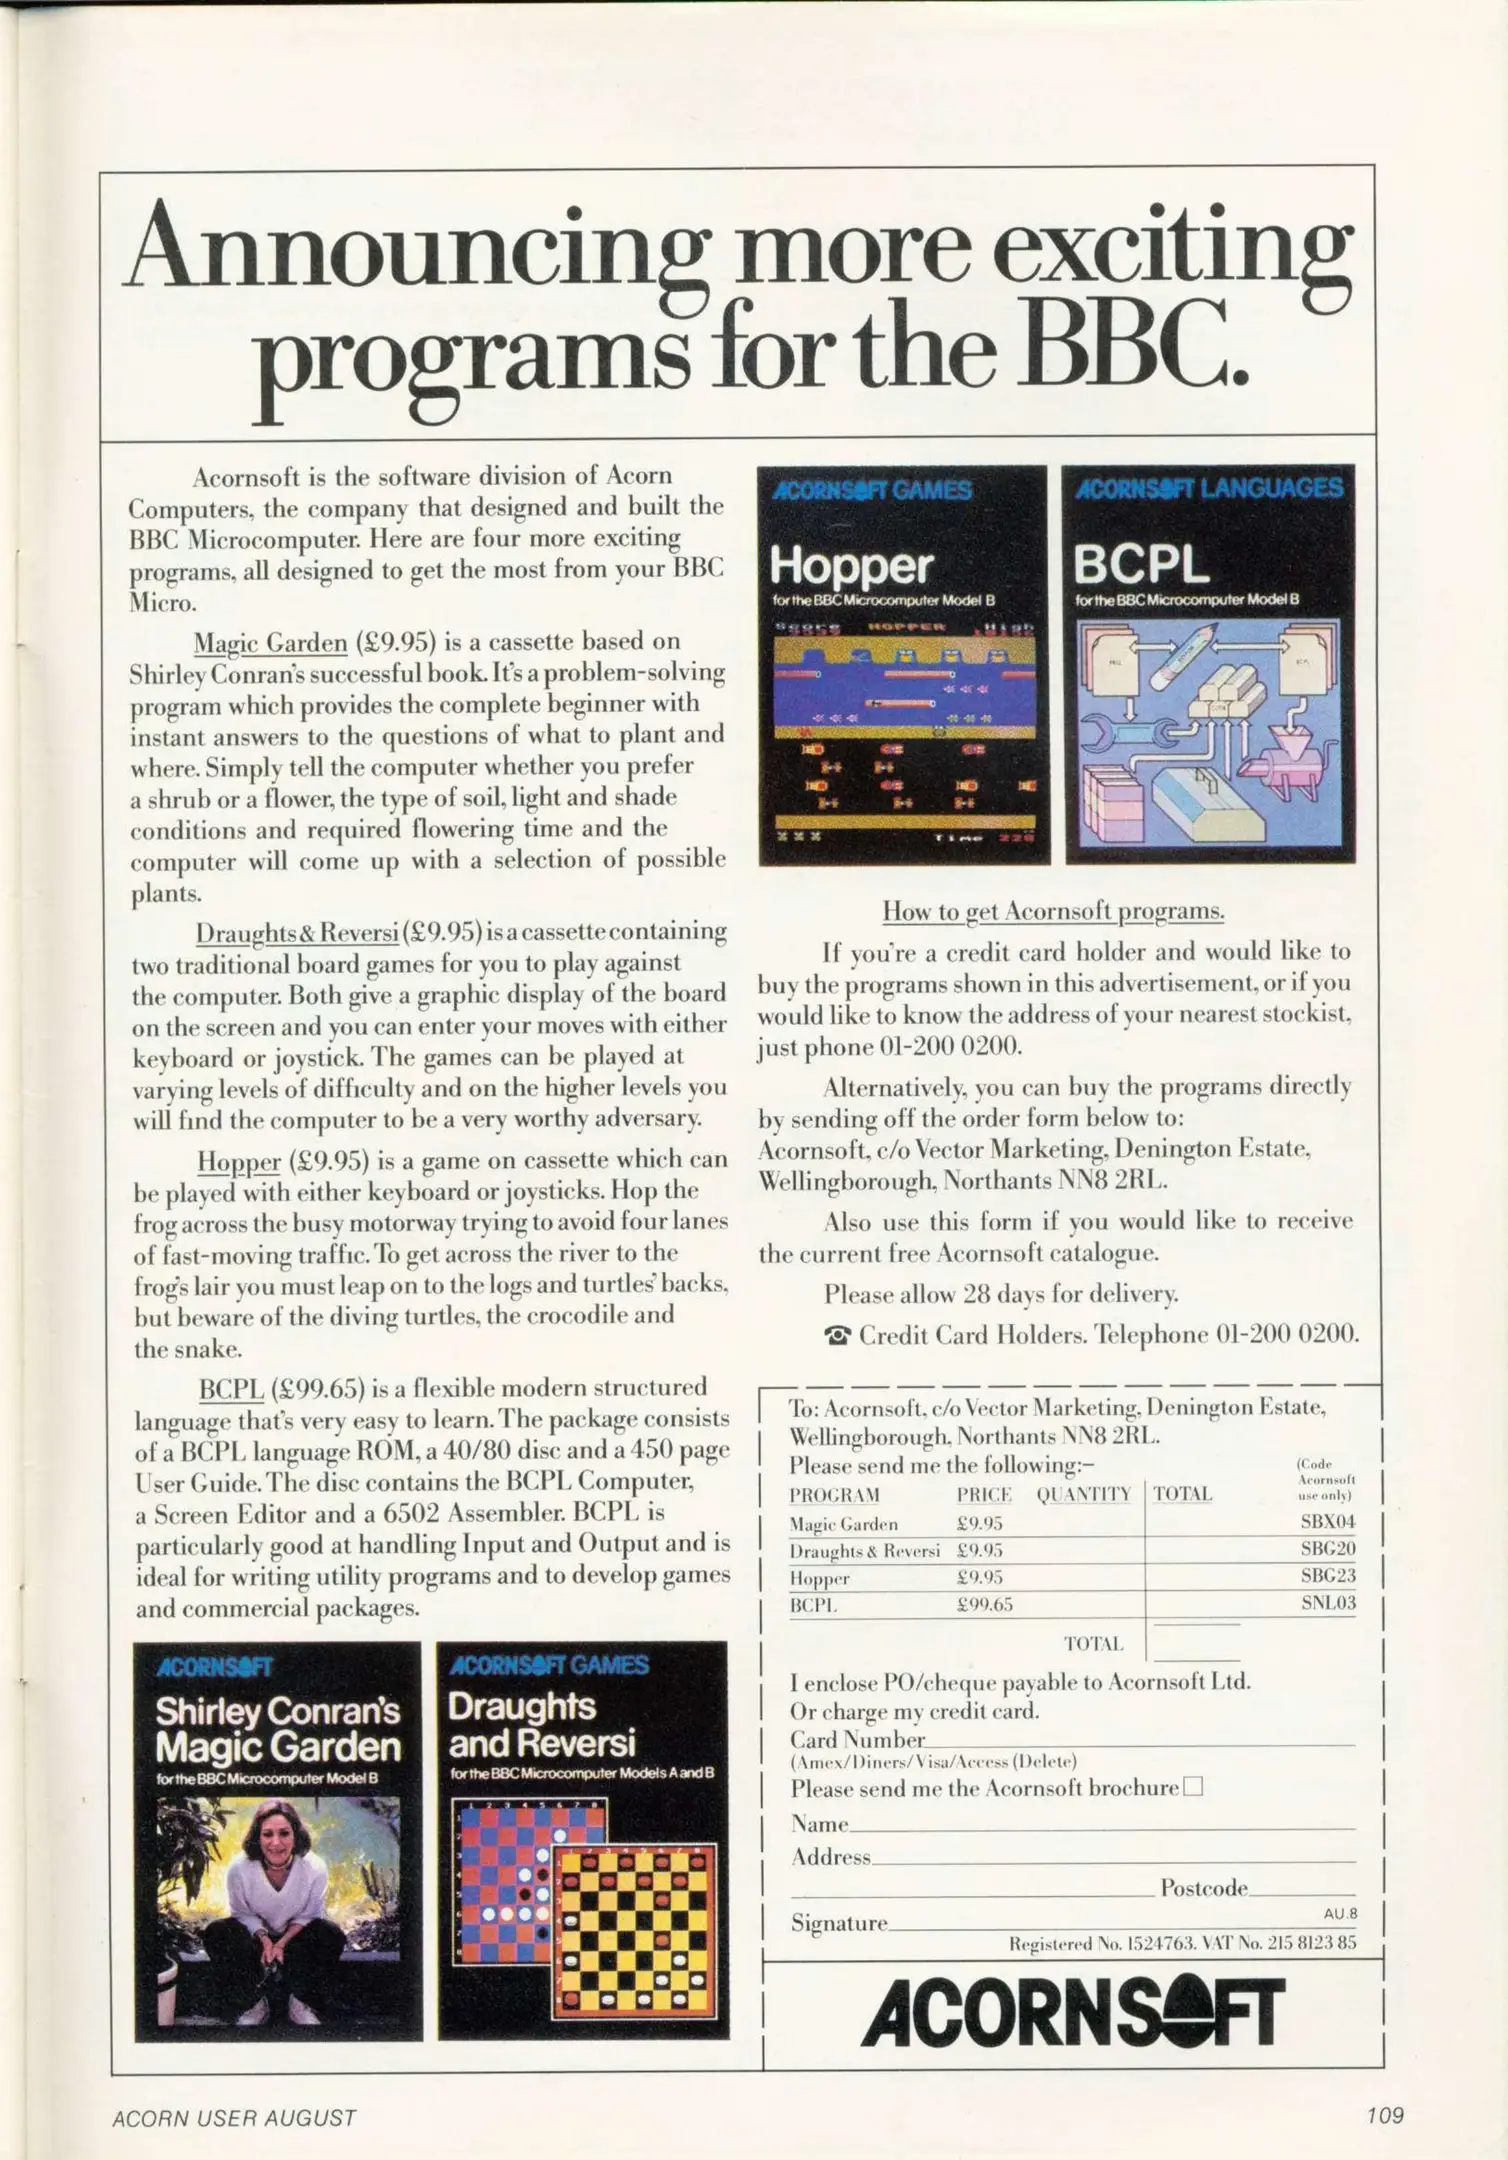 Announcing more exciting
programs for the BBC.
Acornsoft is the software division of Acorn
Computers, the company that designed and built the
BBC Microcomputer. Here are four more exciting
programs, all designed to get the most from your BBC
Micro.
Magic Garden (£9.95) is a cassette based on
Shirley Conran's successful book. It's a problem-solving
program which provides the complete beginner with
instant answers to the questions of what to plant and
where. Simply tell the computer whether you prefer
a shrub or a flower, the type of soil, light and shade
conditions and required flowering time and the
computer will come up with a selection of possible
plants.
Draughts & Reversi (£9.95) is a cassette containing
two traditional board games for you to play against
the computer. Both give a graphic display of the board
on the screen and you can enter your moves with either
keyboard or joystick. The games can be played at
varying levels of difficulty and on the higher levels you
will find the computer to be a very worthy adversary.
Hopper (£9.95) is a game on cassette which can
be played with either keyboard or joysticks. Hop the
frog across the busy motorway trying to avoid four lanes
of fast-moving traffic. To get across the river to the
frog's lair you must leap on to the logs and turtles' backs,
but beware of the diving turtles, the crocodile and
the snake.
BCPL (£99.65) is a flexible modern structured
language that's very easy to learn. The package consists
of a BCPL language ROM, a 40/80 disc and a 450 page
User Guide. The disc contains the BCPL Computer,
a Screen Editor and a 6502 Assembler. BCPL is
particularly good at handling Input and Output and is
ideal for writing utility programs and to develop games
and commercial packages.
ACORNSOFT
Shirley Conran's
Magic Garden
for the BBC Microcomputer Model B
ACORNSOFT GAMES
Draughts
and Reversi
for the BBC Microcomputer Models A and B
ACORNSOFT GAMES
Hopper
for the BBC Microcomputer Model B
Score HOPPER High
Time 226
ACORNSOFT LANGUAGES
BCPL
for the BBC Microcomputer Model B
How to get Acornsoft programs.
If you're a credit card holder and would like to
buy the programs shown in this advertisement, or if you
would like to know the address of your nearest stockist,
just phone 01-200 0200.
Alternatively, you can buy the programs directly
by sending off the order form below to:
Acornsoft, c/o Vector Marketing, Denington Estate,
Wellingborough, Northants NN8 2RL.
Also use this form if you would like to receive
the current free Acornsoft catalogue.
Please allow 28 days for delivery.
☎ Credit Card Holders. Telephone 01-200 0200.
To: Acornsoft, c/o Vector Marketing, Denington Estate,
Wellingborough, Northants NN8 2RL.
Please send me the following:-
PROGRAM PRICE QUANTITY TOTAL (Code Acornsoft use only)
Magic Garden £9.95 SBX04
Draughts & Reversi £9.95 SBG20
Hopper £9.95 SBG23
BCPL £99.65 SNL03
TOTAL
I enclose PO/cheque payable to Acornsoft Ltd.
Or charge my credit card.
Card Number
(Amex/Diners/Visa/Access (Delete)
Please send me the Acornsoft brochure □
Name
Address
Postcode
Signature
AU.8
Registered No. 1524763. VAT No. 215 8123 85
ACORNSOFT
ACORN USER AUGUST
109